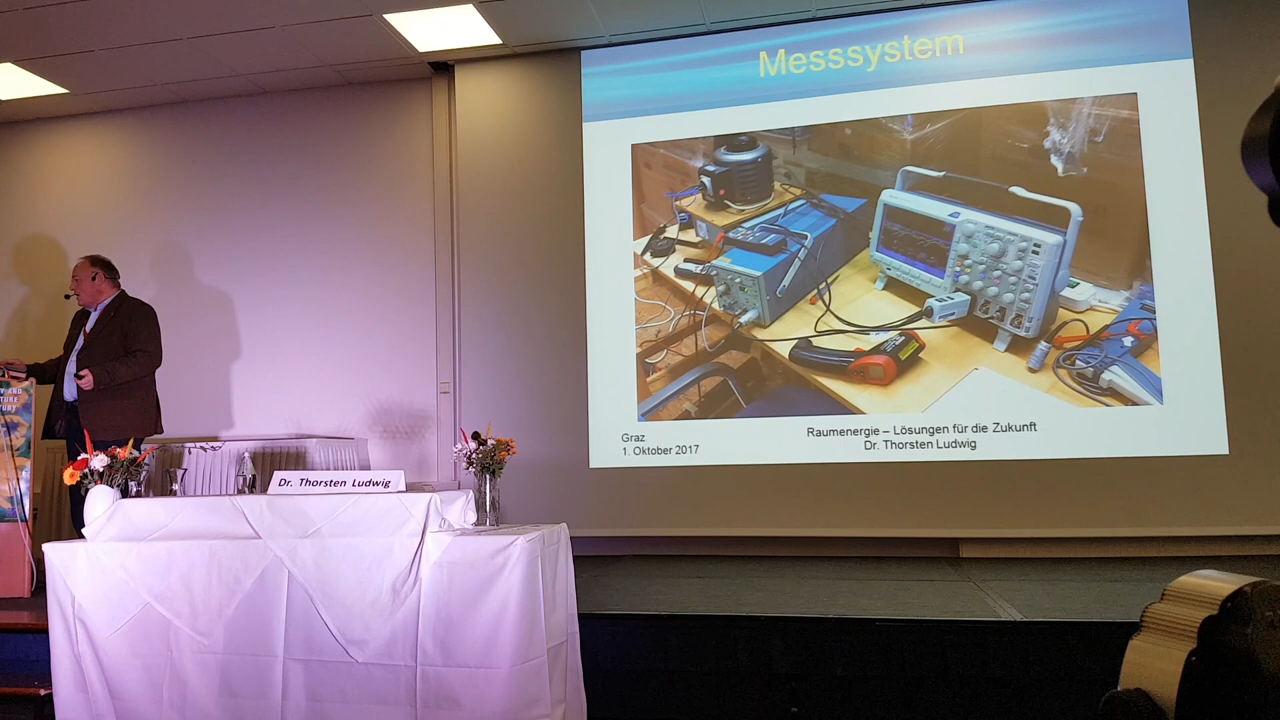 Messsystem
Graz
1. Oktober 2017
Raumenergie – Lösungen für die Zukunft
Dr. Thorsten Ludwig
Dr. Thorsten Ludwig